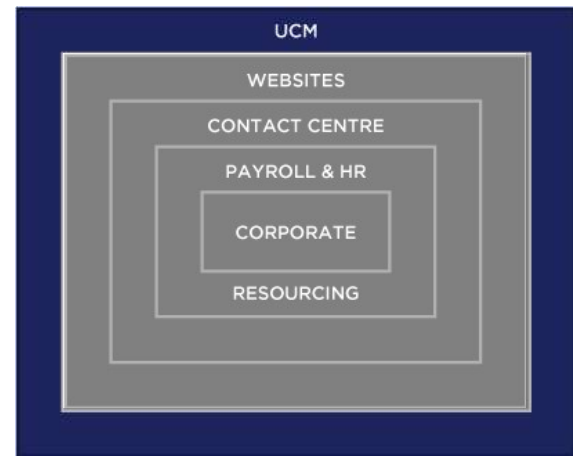 UCM
WEBSITES
CONTACT CENTRE
PAYROLL & HR
CORPORATE
RESOURCING